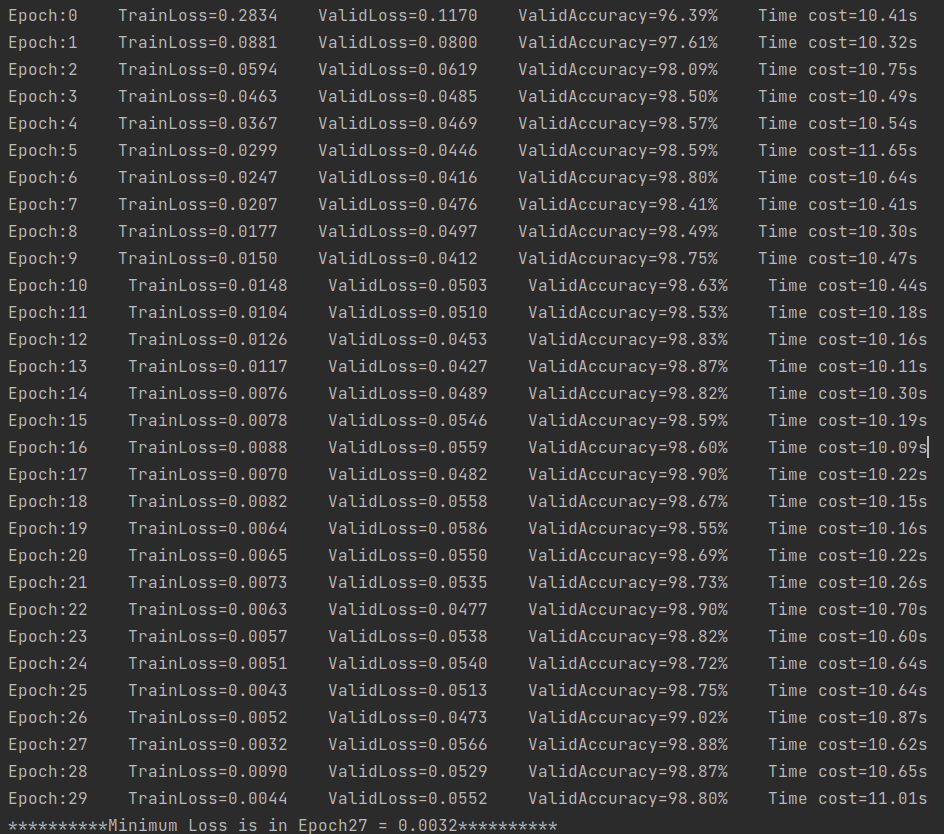 Epoch:0    TrainLoss=0.2834    ValidLoss=0.1170    ValidAccuracy=96.39%    Time cost=10.41s
Epoch:1    TrainLoss=0.0881    ValidLoss=0.0800    ValidAccuracy=97.61%    Time cost=10.32s
Epoch:2    TrainLoss=0.0594    ValidLoss=0.0619    ValidAccuracy=98.09%    Time cost=10.75s
Epoch:3    TrainLoss=0.0463    ValidLoss=0.0485    ValidAccuracy=98.50%    Time cost=10.49s
Epoch:4    TrainLoss=0.0367    ValidLoss=0.0469    ValidAccuracy=98.57%    Time cost=10.54s
Epoch:5    TrainLoss=0.0299    ValidLoss=0.0446    ValidAccuracy=98.59%    Time cost=11.65s
Epoch:6    TrainLoss=0.0247    ValidLoss=0.0416    ValidAccuracy=98.80%    Time cost=10.64s
Epoch:7    TrainLoss=0.0207    ValidLoss=0.0476    ValidAccuracy=98.41%    Time cost=10.41s
Epoch:8    TrainLoss=0.0177    ValidLoss=0.0497    ValidAccuracy=98.49%    Time cost=10.30s
Epoch:9    TrainLoss=0.0150    ValidLoss=0.0412    ValidAccuracy=98.75%    Time cost=10.47s
Epoch:10    TrainLoss=0.0148    ValidLoss=0.0503    ValidAccuracy=98.63%    Time cost=10.44s
Epoch:11    TrainLoss=0.0104    ValidLoss=0.0510    ValidAccuracy=98.53%    Time cost=10.18s
Epoch:12    TrainLoss=0.0126    ValidLoss=0.0453    ValidAccuracy=98.83%    Time cost=10.16s
Epoch:13    TrainLoss=0.0117    ValidLoss=0.0427    ValidAccuracy=98.87%    Time cost=10.11s
Epoch:14    TrainLoss=0.0076    ValidLoss=0.0489    ValidAccuracy=98.82%    Time cost=10.30s
Epoch:15    TrainLoss=0.0078    ValidLoss=0.0546    ValidAccuracy=98.59%    Time cost=10.19s
Epoch:16    TrainLoss=0.0088    ValidLoss=0.0559    ValidAccuracy=98.60%    Time cost=10.09s
Epoch:17    TrainLoss=0.0070    ValidLoss=0.0482    ValidAccuracy=98.90%    Time cost=10.22s
Epoch:18    TrainLoss=0.0082    ValidLoss=0.0558    ValidAccuracy=98.67%    Time cost=10.15s
Epoch:19    TrainLoss=0.0064    ValidLoss=0.0586    ValidAccuracy=98.55%    Time cost=10.16s
Epoch:20    TrainLoss=0.0065    ValidLoss=0.0550    ValidAccuracy=98.69%    Time cost=10.22s
Epoch:21    TrainLoss=0.0073    ValidLoss=0.0535    ValidAccuracy=98.73%    Time cost=10.26s
Epoch:22    TrainLoss=0.0063    ValidLoss=0.0477    ValidAccuracy=98.90%    Time cost=10.70s
Epoch:23    TrainLoss=0.0057    ValidLoss=0.0538    ValidAccuracy=98.82%    Time cost=10.60s
Epoch:24    TrainLoss=0.0051    ValidLoss=0.0540    ValidAccuracy=98.72%    Time cost=10.64s
Epoch:25    TrainLoss=0.0043    ValidLoss=0.0513    ValidAccuracy=98.75%    Time cost=10.64s
Epoch:26    TrainLoss=0.0052    ValidLoss=0.0473    ValidAccuracy=99.02%    Time cost=10.87s
Epoch:27    TrainLoss=0.0032    ValidLoss=0.0566    ValidAccuracy=98.88%    Time cost=10.62s
Epoch:28    TrainLoss=0.0090    ValidLoss=0.0529    ValidAccuracy=98.87%    Time cost=10.65s
Epoch:29    TrainLoss=0.0044    ValidLoss=0.0552    ValidAccuracy=98.80%    Time cost=11.01s
**********Minimum Loss is in Epoch27 = 0.0032**********